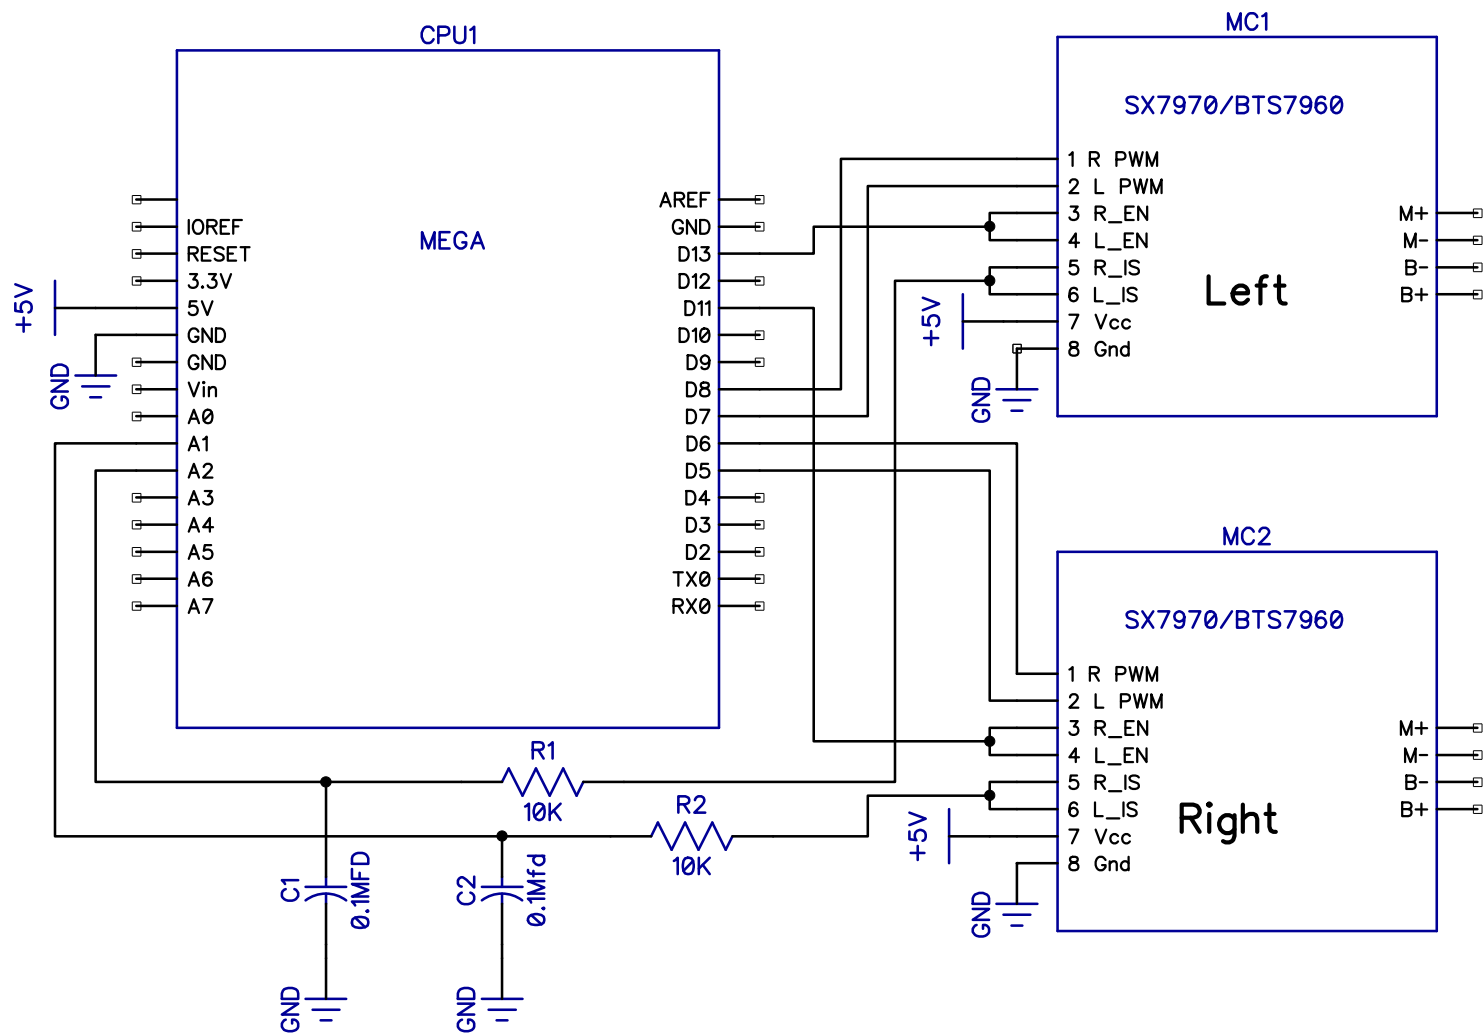 CPU1
MEGA
IOREF
RESET
3.3V
5V
GND
GND
Vin
A0
A1
A2
A3
A4
A5
A6
A7
AREF
GND
D13
D12
D11
D10
D9
D8
D7
D6
D5
D4
D3
D2
TX0
RX0
+5V
GND
MC1
SX7970/BTS7960
1 R PWM
2 L PWM
3 R_EN
4 L_EN
5 R_IS
6 L_IS
7 Vcc
8 Gnd
M+
M-
B-
B+
Left
+5V
GND
MC2
SX7970/BTS7960
1 R PWM
2 L PWM
3 R_EN
4 L_EN
5 R_IS
6 L_IS
7 Vcc
8 Gnd
M+
M-
B-
B+
Right
+5V
GND
R1
10K
R2
10K
C1
0.1MFD
GND
C2
0.1Mfd
GND